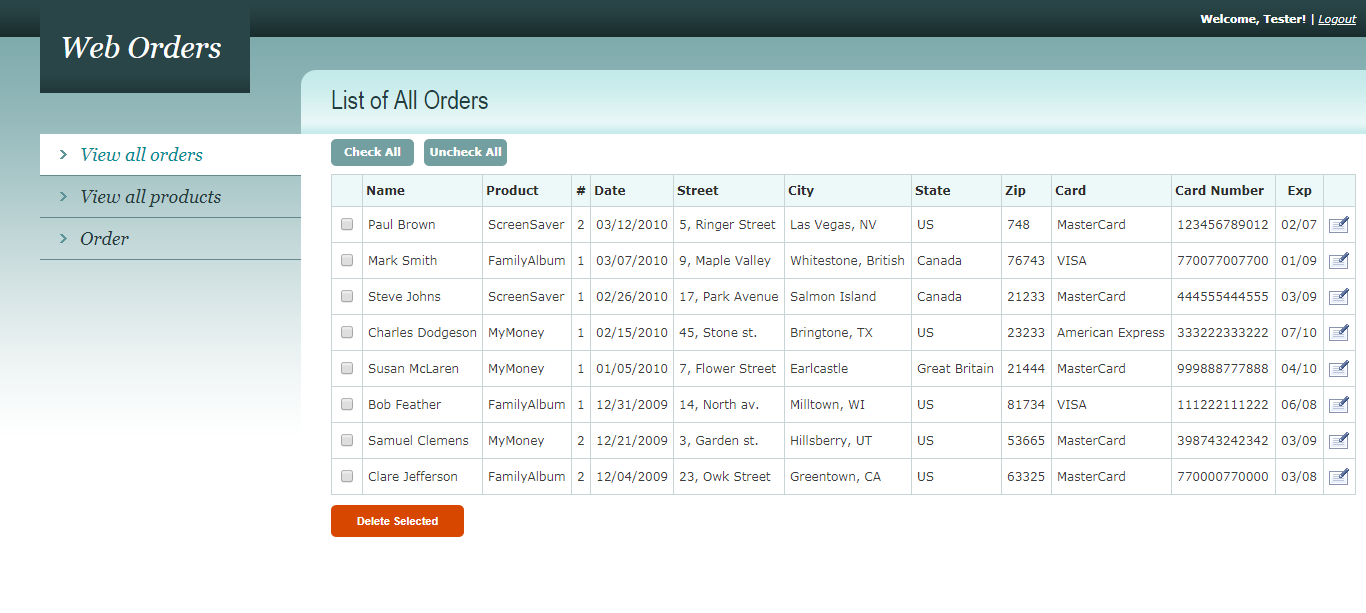 Welcome, Tester! | Logout
Web Orders
List of All Orders
> View all orders
> View all products
> Order
Check All Uncheck All
Name Product # Date Street City State Zip Card Card Number Exp
Paul Brown ScreenSaver 2 03/12/2010 5, Ringer Street Las Vegas, NV US 748 MasterCard 123456789012 02/07
Mark Smith FamilyAlbum 1 03/07/2010 9, Maple Valley Whitestone, British Canada 76743 VISA 770077007700 01/09
Steve Johns ScreenSaver 1 02/26/2010 17, Park Avenue Salmon Island Canada 21233 MasterCard 444555444555 03/09
Charles Dodgeson MyMoney 1 02/15/2010 45, Stone st. Bringtone, TX US 23233 American Express 333222333222 07/10
Susan McLaren MyMoney 1 01/05/2010 7, Flower Street Earlcastle Great Britain 21444 MasterCard 999888777888 04/10
Bob Feather FamilyAlbum 1 12/31/2009 14, North av. Milltown, WI US 81734 VISA 111222111222 06/08
Samuel Clemens MyMoney 2 12/21/2009 3, Garden st. Hillsberry, UT US 53665 MasterCard 398743242342 03/09
Clare Jefferson FamilyAlbum 2 12/04/2009 23, Owk Street Greentown, CA US 63325 MasterCard 770000770000 03/08
Delete Selected